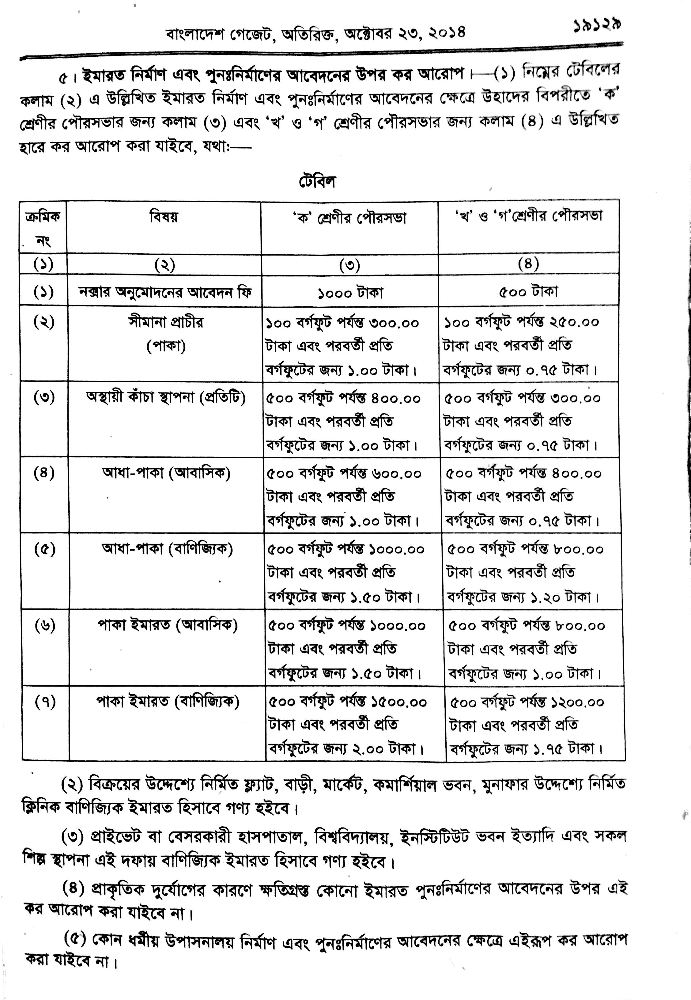 বাংলাদেশ গেজেট, অতিরিক্ত, অক্টোবর ২৩, ২০১৪
১৯১২৯
৫। ইমারত নির্মাণ এবং পুনঃনির্মাণের আবেদনের উপর কর আরোপ।—(১) নিম্নের টেবিলের
কলাম (২) এ উল্লিখিত ইমারত নির্মাণ এবং পুনঃনির্মাণের আবেদনের ক্ষেত্রে উহাদের বিপরীতে ‘ক’
শ্রেণীর পৌরসভার জন্য কলাম (৩) এবং ‘খ’ ও ‘গ’ শ্রেণীর পৌরসভার জন্য কলাম (৪) এ উল্লিখিত
হারে কর আরোপ করা যাইবে, যথাঃ—
টেবিল
ক্রমিক
নং
বিষয়
‘ক’ শ্রেণীর পৌরসভা
‘খ’ ও ‘গ’শ্রেণীর পৌরসভা
(১)
(২)
(৩)
(৪)
(১)
নক্সার অনুমোদনের আবেদন ফি
১০০০ টাকা
৫০০ টাকা
(২)
সীমানা প্রাচীর
(পাকা)
১০০ বর্গফুট পর্যন্ত ৩০০.০০
টাকা এবং পরবর্তী প্রতি
বর্গফুটের জন্য ১.০০ টাকা।
১০০ বর্গফুট পর্যন্ত ২৫০.০০
টাকা এবং পরবর্তী প্রতি
বর্গফুটের জন্য ০.৭৫ টাকা।
(৩)
অস্থায়ী কাঁচা স্থাপনা (প্রতিটি)
৫০০ বর্গফুট পর্যন্ত ৪০০.০০
টাকা এবং পরবর্তী প্রতি
বর্গফুটের জন্য ১.০০ টাকা।
৫০০ বর্গফুট পর্যন্ত ৩০০.০০
টাকা এবং পরবর্তী প্রতি
বর্গফুটের জন্য ০.৭৫ টাকা।
(৪)
আধা-পাকা (আবাসিক)
৫০০ বর্গফুট পর্যন্ত ৬০০.০০
টাকা এবং পরবর্তী প্রতি
বর্গফুটের জন্য ১.০০ টাকা।
৫০০ বর্গফুট পর্যন্ত ৪০০.০০
টাকা এবং পরবর্তী প্রতি
বর্গফুটের জন্য ০.৭৫ টাকা।
(৫)
আধা-পাকা (বাণিজ্যিক)
৫০০ বর্গফুট পর্যন্ত ১০০০.০০
টাকা এবং পরবর্তী প্রতি
বর্গফুটের জন্য ১.৫০ টাকা।
৫০০ বর্গফুট পর্যন্ত ৮০০.০০
টাকা এবং পরবর্তী প্রতি
বর্গফুটের জন্য ১.২০ টাকা।
(৬)
পাকা ইমারত (আবাসিক)
৫০০ বর্গফুট পর্যন্ত ১০০০.০০
টাকা এবং পরবর্তী প্রতি
বর্গফুটের জন্য ১.৫০ টাকা।
৫০০ বর্গফুট পর্যন্ত ৮০০.০০
টাকা এবং পরবর্তী প্রতি
বর্গফুটের জন্য ১.০০ টাকা।
(৭)
পাকা ইমারত (বাণিজ্যিক)
৫০০ বর্গফুট পর্যন্ত ১৫০০.০০
টাকা এবং পরবর্তী প্রতি
বর্গফুটের জন্য ২.০০ টাকা।
৫০০ বর্গফুট পর্যন্ত ১২০০.০০
টাকা এবং পরবর্তী প্রতি
বর্গফুটের জন্য ১.৭৫ টাকা।
(২) বিক্রয়ের উদ্দেশ্যে নির্মিত ফ্ল্যাট, বাড়ী, মার্কেট, কমার্শিয়াল ভবন, মুনাফার উদ্দেশ্যে নির্মিত
ক্লিনিক বাণিজ্যিক ইমারত হিসাবে গণ্য হইবে।
(৩) প্রাইভেট বা বেসরকারী হাসপাতাল, বিশ্ববিদ্যালয়, ইনস্টিটিউট ভবন ইত্যাদি এবং সকল
শিল্প স্থাপনা এই দফায় বাণিজ্যিক ইমারত হিসাবে গণ্য হইবে।
(৪) প্রাকৃতিক দুর্যোগের কারণে ক্ষতিগ্রস্ত কোনো ইমারত পুনঃনির্মাণের আবেদনের উপর এই
কর আরোপ করা যাইবে না।
(৫) কোন ধর্মীয় উপাসনালয় নির্মাণ এবং পুনঃনির্মাণের আবেদনের ক্ষেত্রে এইরূপ কর আরোপ
করা যাইবে না।